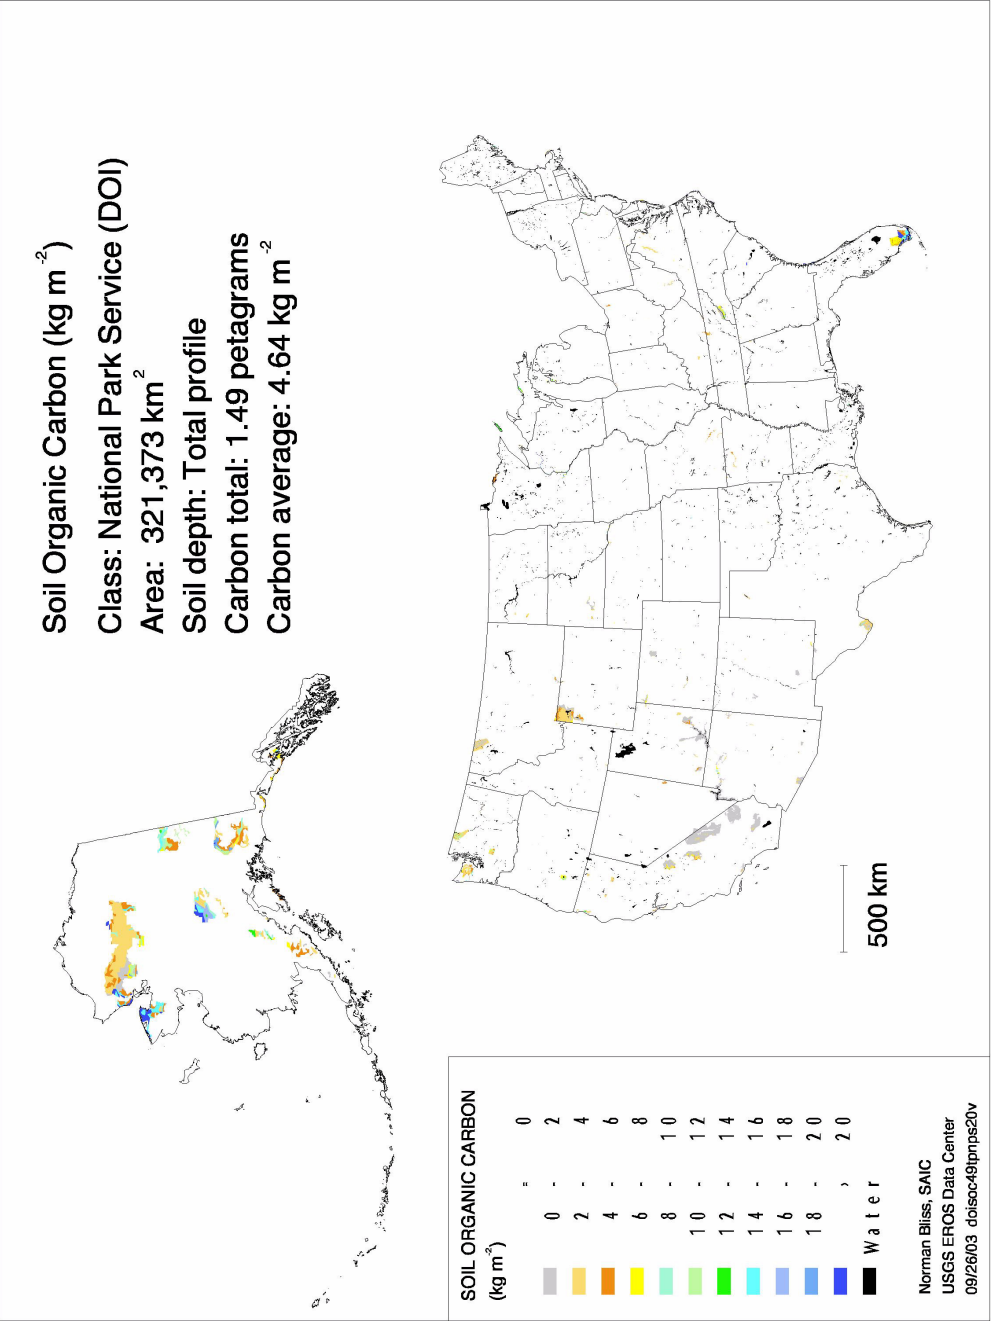 Soil Organic Carbon (kg m -2)
Class: National Park Service (DOI)
Area: 321,373 km2
Soil depth: Total profile
Carbon total: 1.49 petagrams
Carbon average: 4.64 kg m -2
500 km
SOIL ORGANIC CARBON
(kg m-2)
= 0
0 - 2
2 - 4
4 - 6
6 - 8
8 - 10
10 - 12
12 - 14
14 - 16
16 - 18
18 - 20
> 20
Water
Norman Bliss, SAIC
USGS EROS Data Center
09/26/03 doisoc49tpnps20v